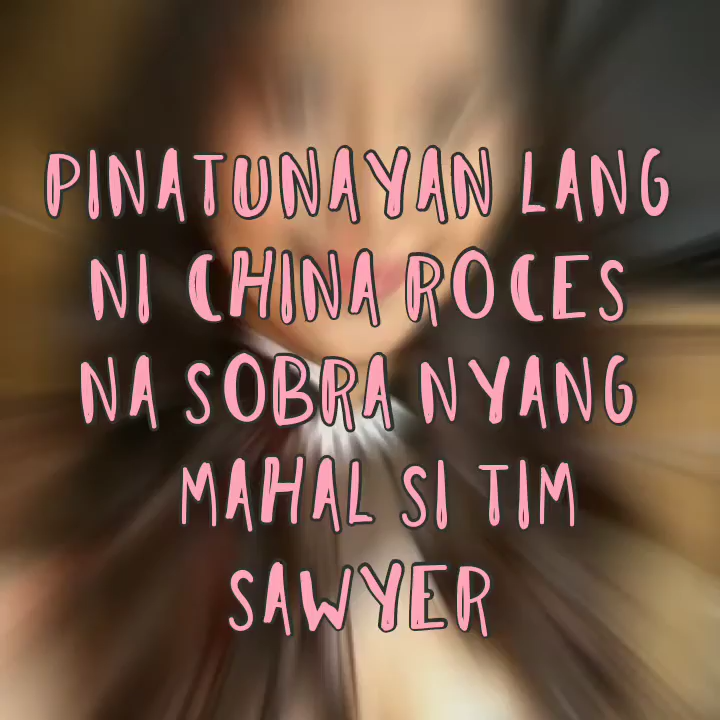 PINATUNAYAN LANG
NI CHINA ROCES
NA SOBRA NYANG
MAHAL SI TIM
SAWYER